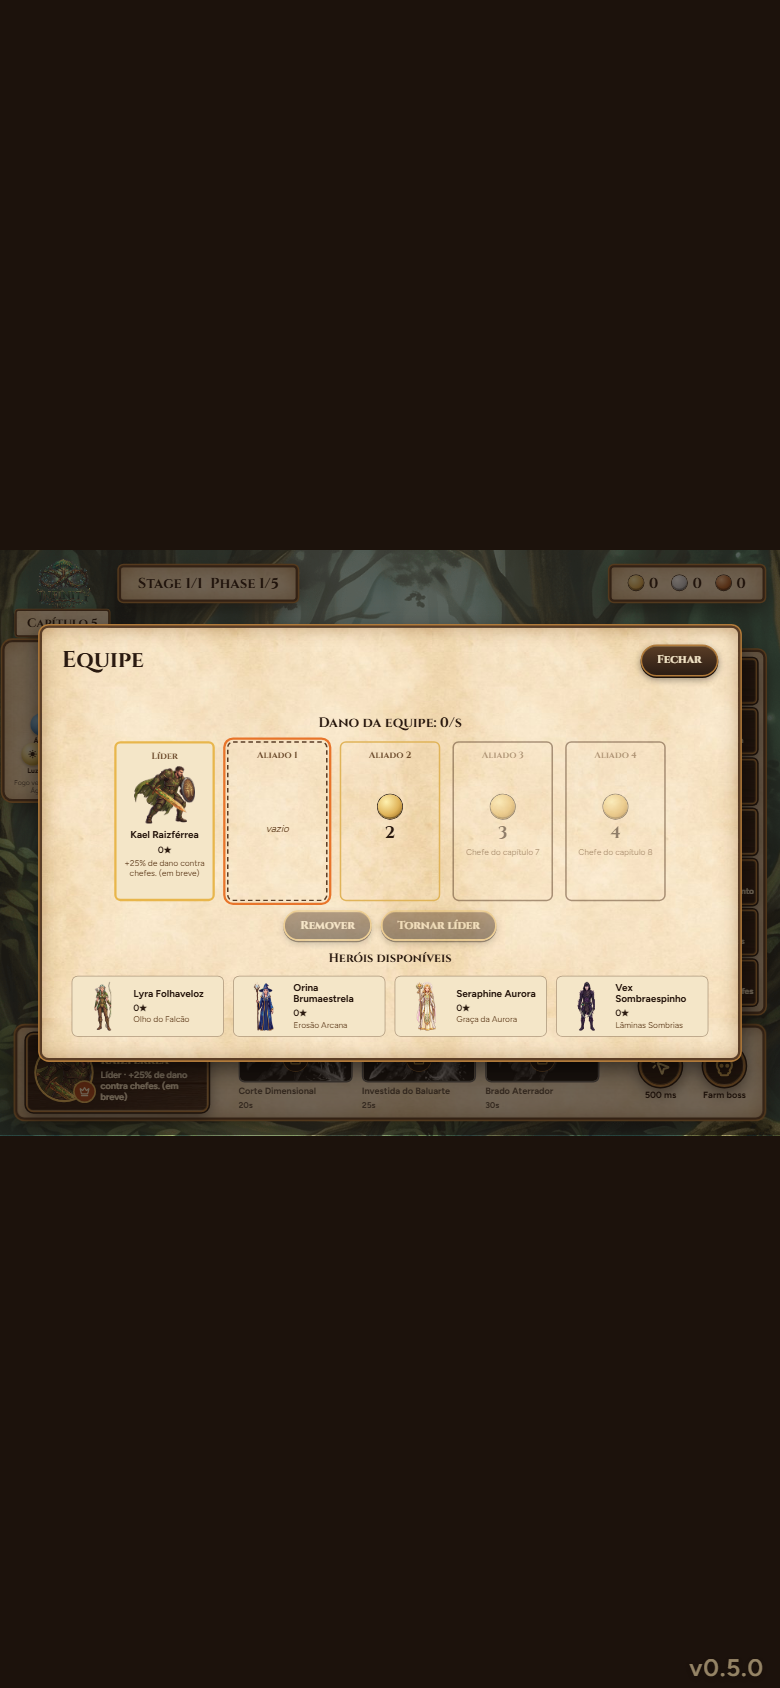 Stage 1/1 Phase 1/5
0 0 0
Capítulo 5
Equipe
Fechar
Dano da equipe: 0/s
Líder
Kael Raizférrea
0★
+25% de dano contra
chefes. (em breve)
Aliado 1
vazio
Aliado 2
2
Aliado 3
3
Chefe do capítulo 7
Aliado 4
4
Chefe do capítulo 8
Remover
Tornar líder
Heróis disponíveis
Lyra Folhaveloz
0★
Olho do Falcão
Orina
Brumaestrela
0★
Erosão Arcana
Seraphine Aurora
0★
Graça da Aurora
Vex
Sombraespinho
0★
Lâminas Sombrias
Líder · +25% de dano
contra chefes. (em
breve)
Corte Dimensional
20s
Investida do Baluarte
25s
Brado Aterrador
30s
500 ms
Farm boss
v0.5.0